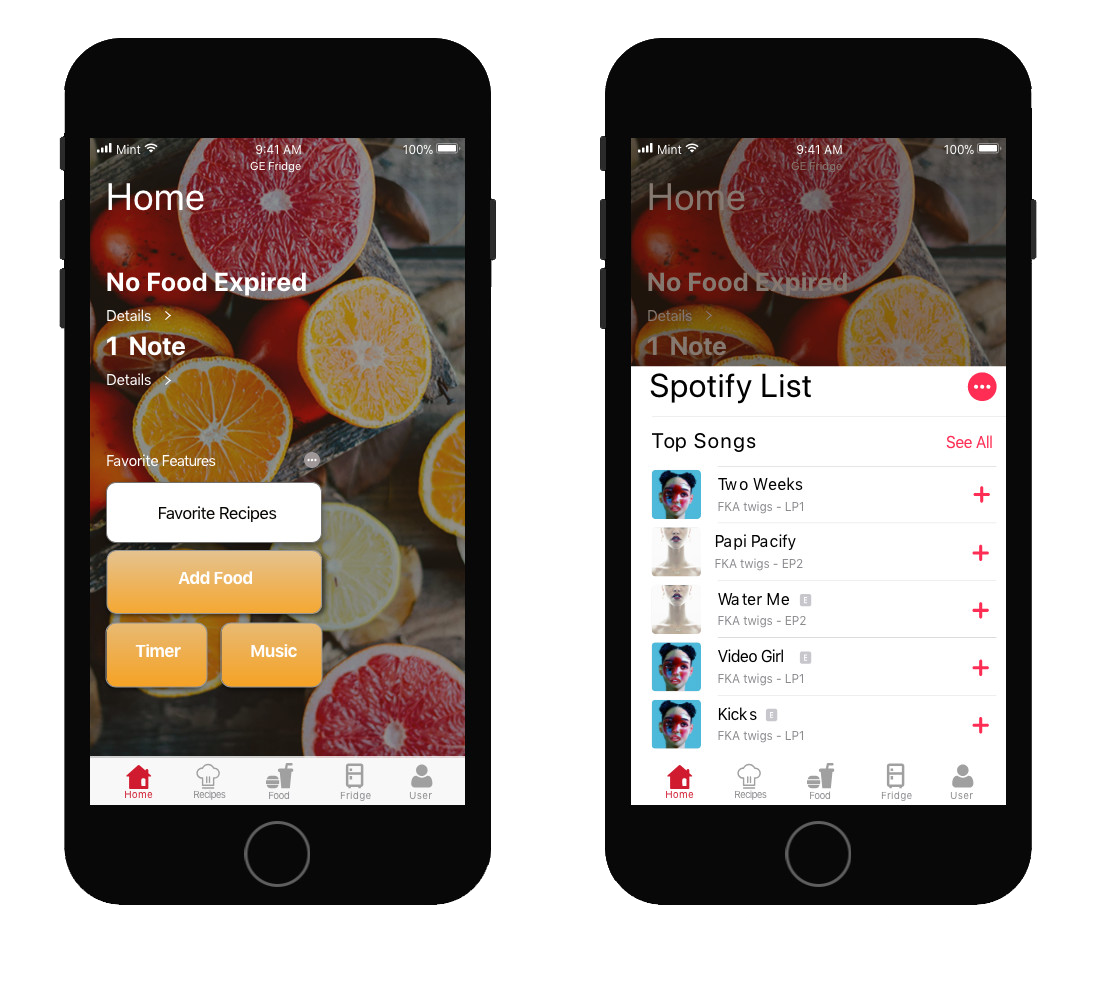 Mint 9:41 AM 100%
GE Fridge
Home
No Food Expired
Details
1 Note
Details
Favorite Features
Favorite Recipes
Add Food
Timer Music
Home Recipes Food Fridge User
Mint 9:41 AM 100%
GE Fridge
Home
No Food Expired
Details
1 Note
Spotify List
Top Songs See All
Two Weeks
FKA twigs - LP1
Papi Pacify
FKA twigs - EP2
Water Me E
FKA twigs - EP2
Video Girl E
FKA twigs - LP1
Kicks E
FKA twigs - LP1
Home Recipes Food Fridge User